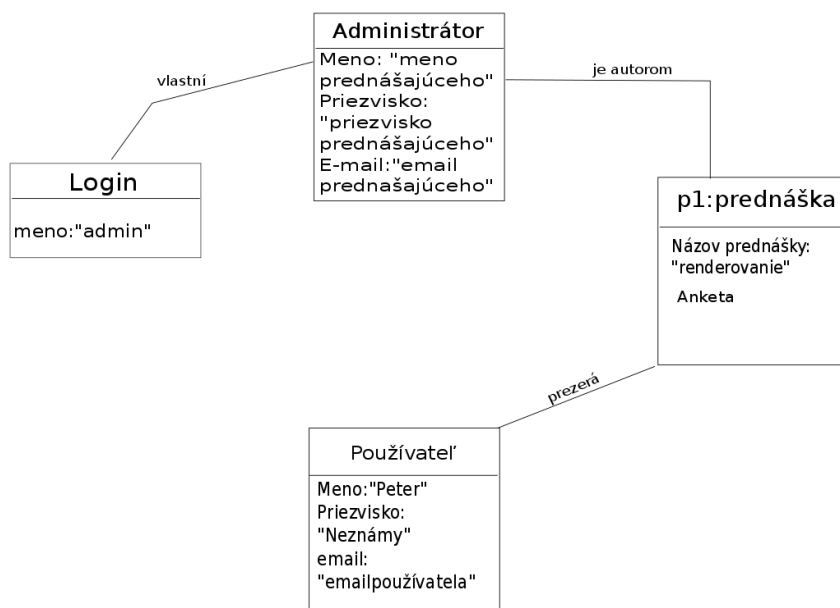 Administrátor
Meno: "meno
prednášajúceho"
Priezvisko:
"priezvisko
prednášajúceho"
E-mail:"email
prednašajúceho"
vlastní
je autorom
Login
meno:"admin"
p1:prednáška
Názov prednášky:
"renderovanie"
Anketa
prezerá
Používateľ
Meno:"Peter"
Priezvisko:
"Neznámy"
email:
"emailpoužívatela"